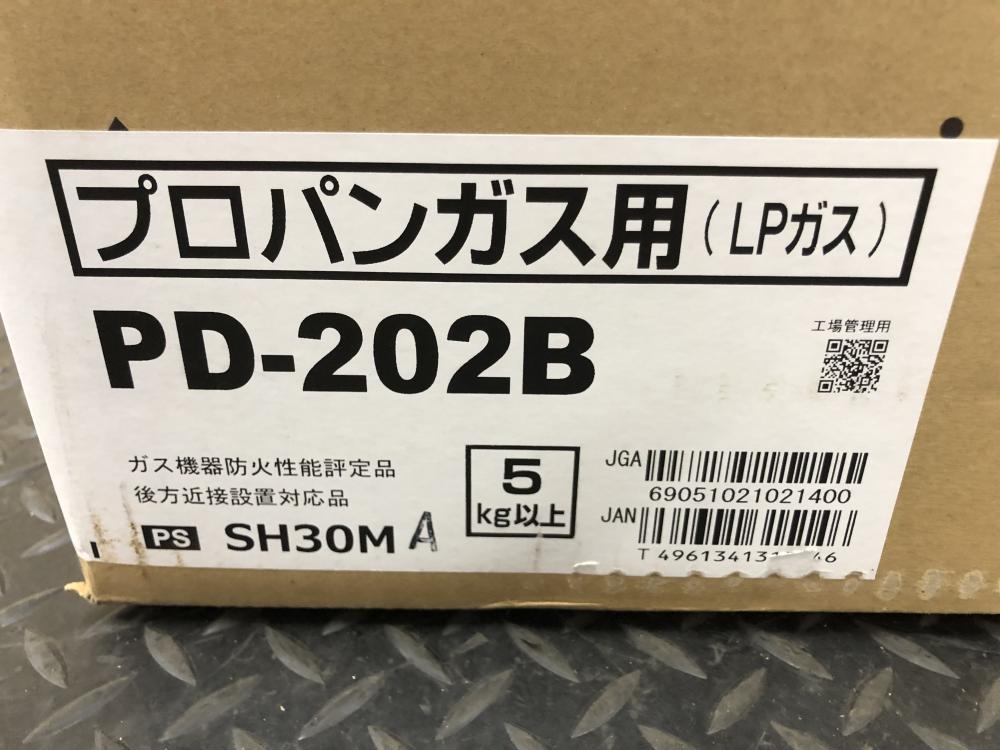 プロパンガス用(LPガス)
PD-202B
工場管理用
ガス機器防火性能評定品
後方近接設置対応品
PS SH30M A
5
kg以上
JGA
69051021021400
JAN
T 4961341311
46